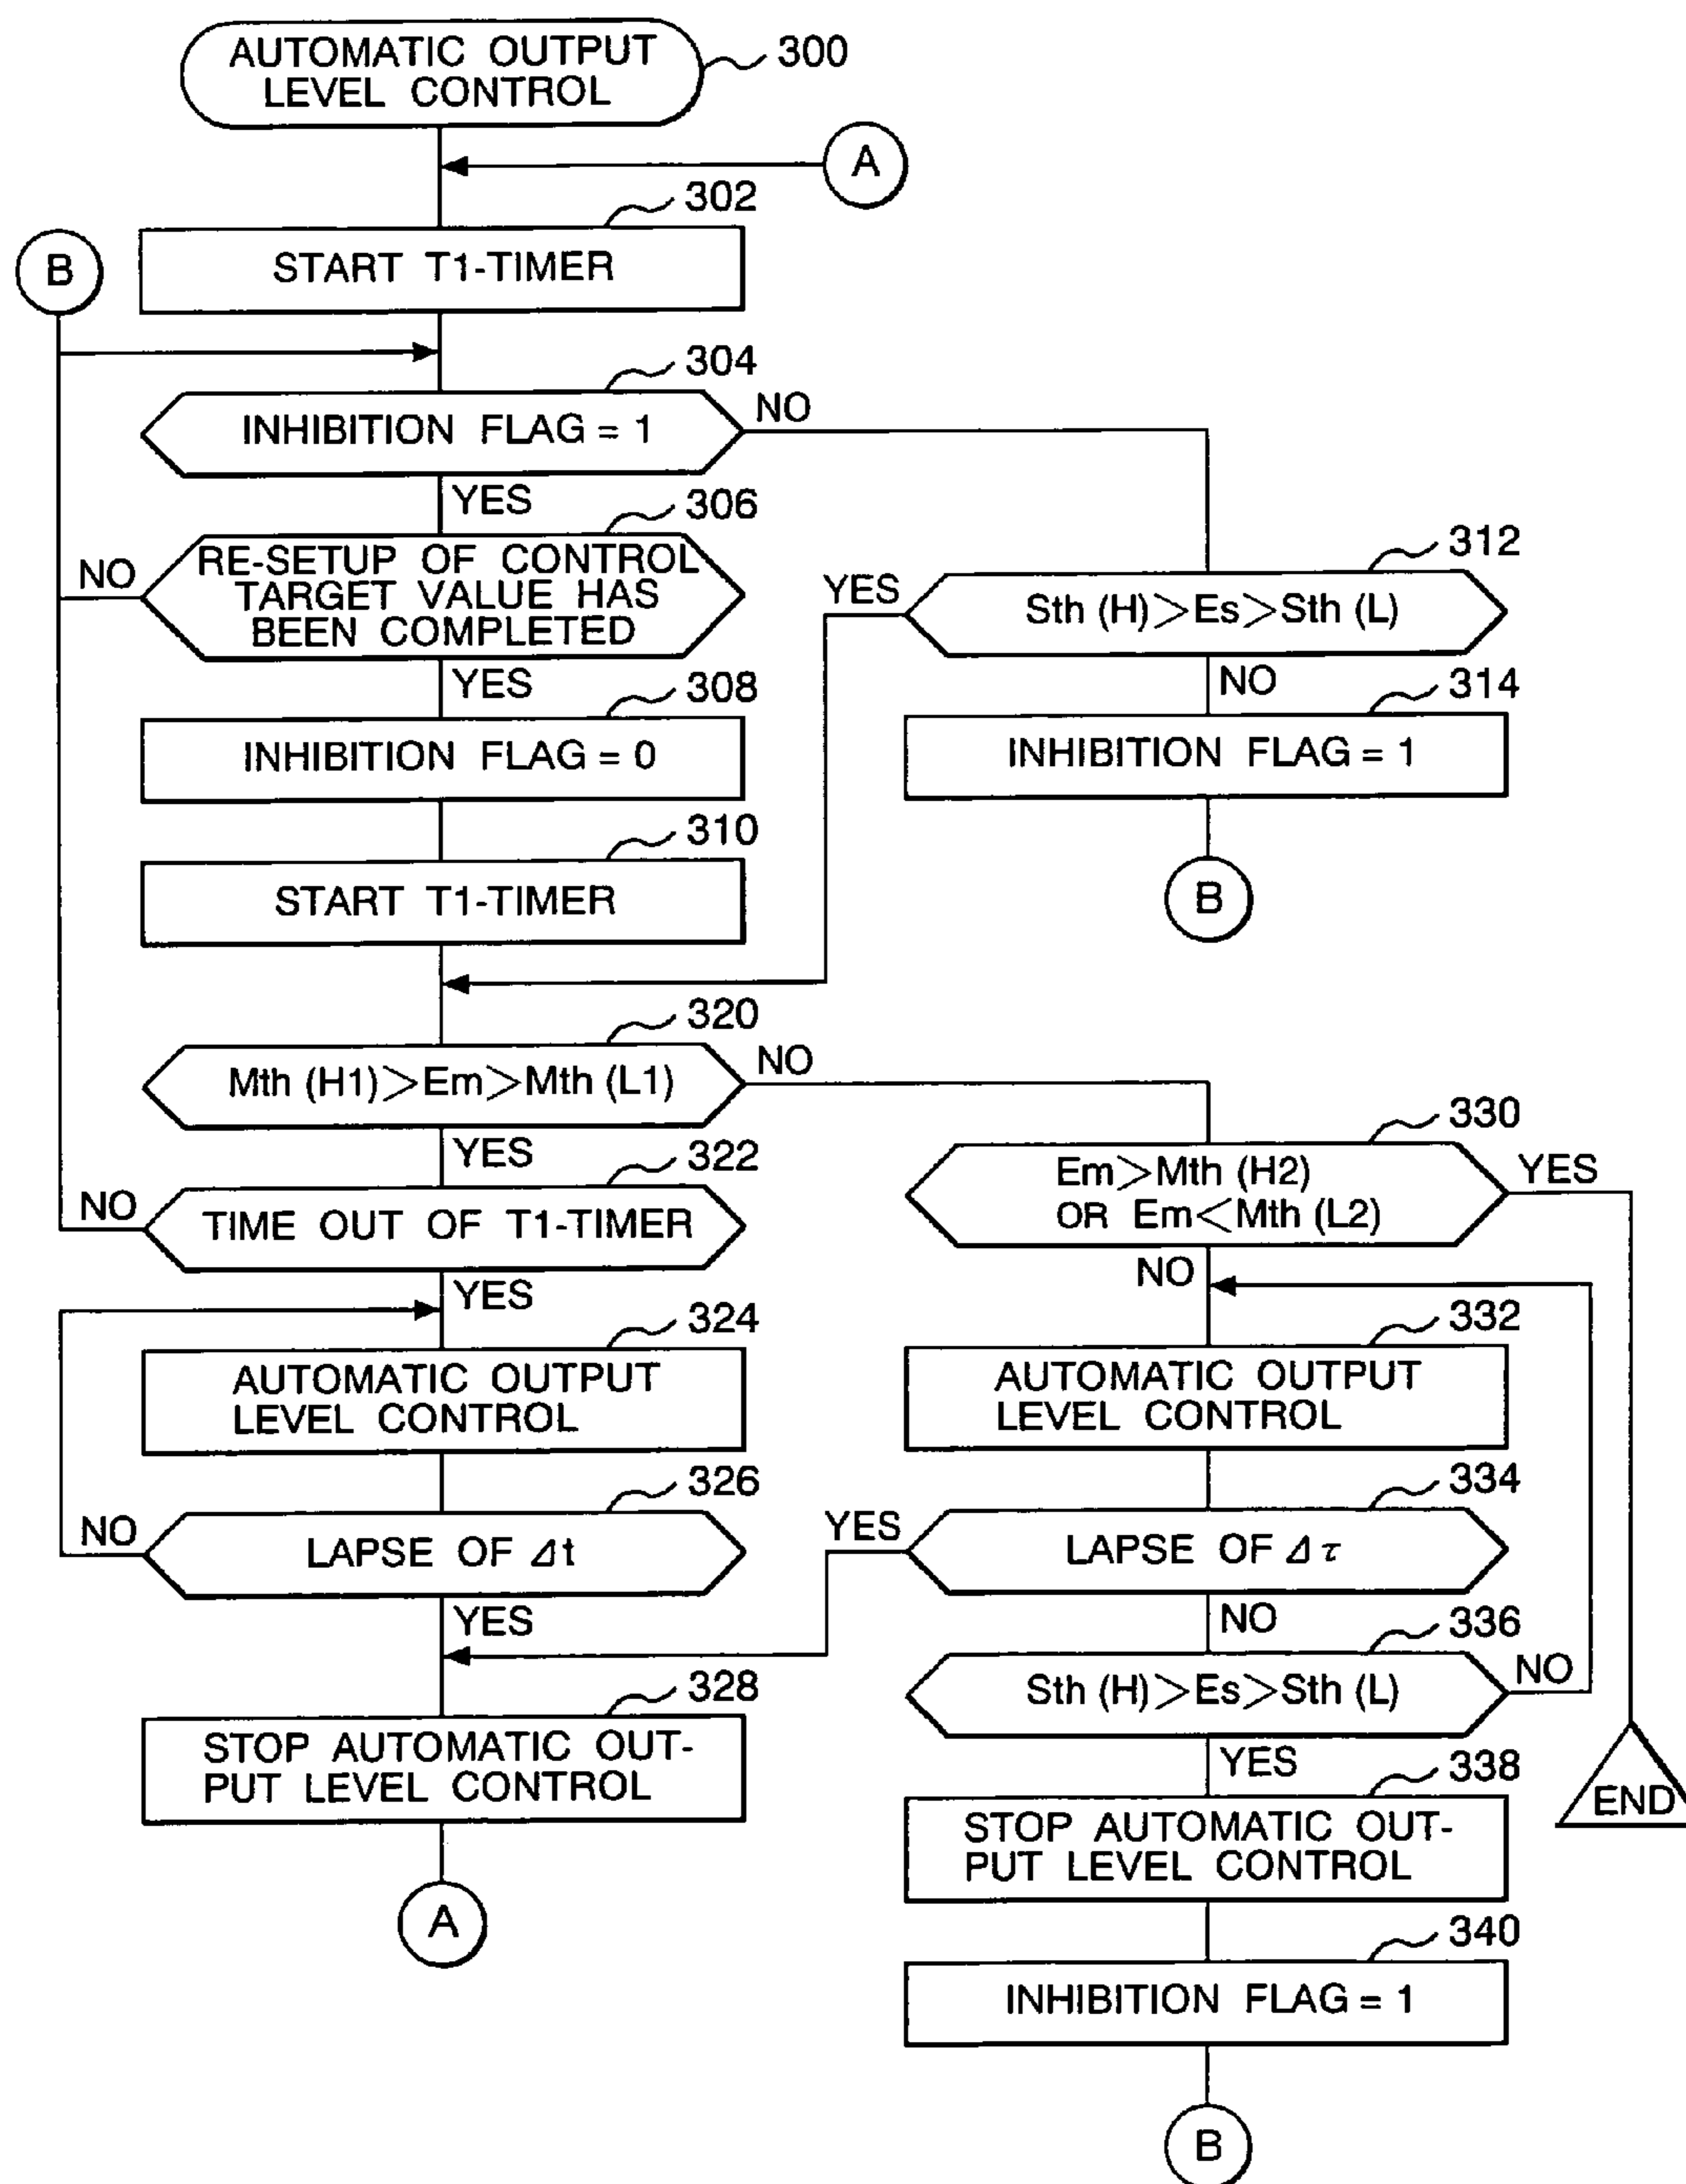 AUTOMATIC OUTPUT
LEVEL CONTROL
300
A
302
START T1-TIMER
B
304
INHIBITION FLAG = 1
NO
YES
306
RE-SETUP OF CONTROL
TARGET VALUE HAS
BEEN COMPLETED
NO
YES
308
INHIBITION FLAG = 0
310
START T1-TIMER
312
Sth (H)>Es>Sth (L)
YES
NO
314
INHIBITION FLAG = 1
B
320
Mth (H1)>Em>Mth (L1)
NO
YES
322
TIME OUT OF T1-TIMER
NO
YES
324
AUTOMATIC OUTPUT
LEVEL CONTROL
326
LAPSE OF Δt
NO
YES
328
STOP AUTOMATIC OUT-
PUT LEVEL CONTROL
A
330
Em>Mth (H2)
OR Em<Mth (L2)
YES
NO
332
AUTOMATIC OUTPUT
LEVEL CONTROL
334
LAPSE OF Δτ
YES
NO
336
Sth (H)>Es>Sth (L)
NO
YES
338
STOP AUTOMATIC OUT-
PUT LEVEL CONTROL
END
340
INHIBITION FLAG = 1
B